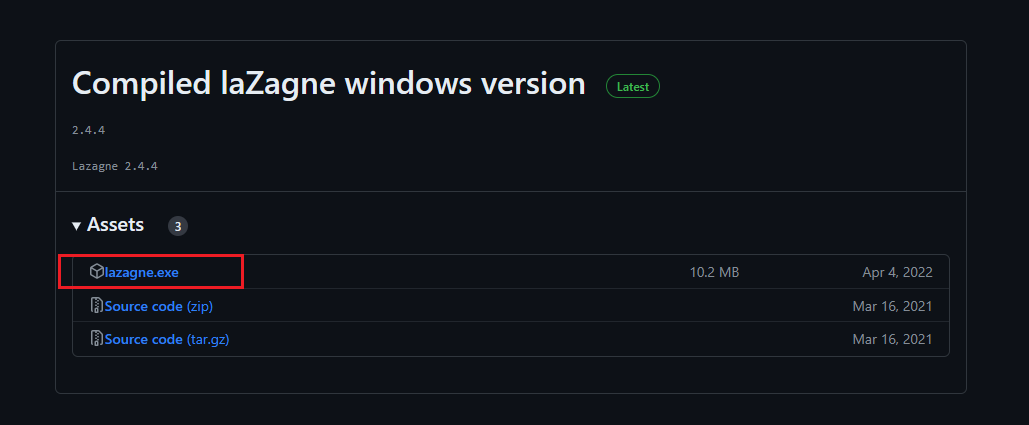 Compiled laZagne windows version Latest
2.4.4
Lazagne 2.4.4
Assets 3
lazagne.exe 10.2 MB Apr 4, 2022
Source code (zip) Mar 16, 2021
Source code (tar.gz) Mar 16, 2021